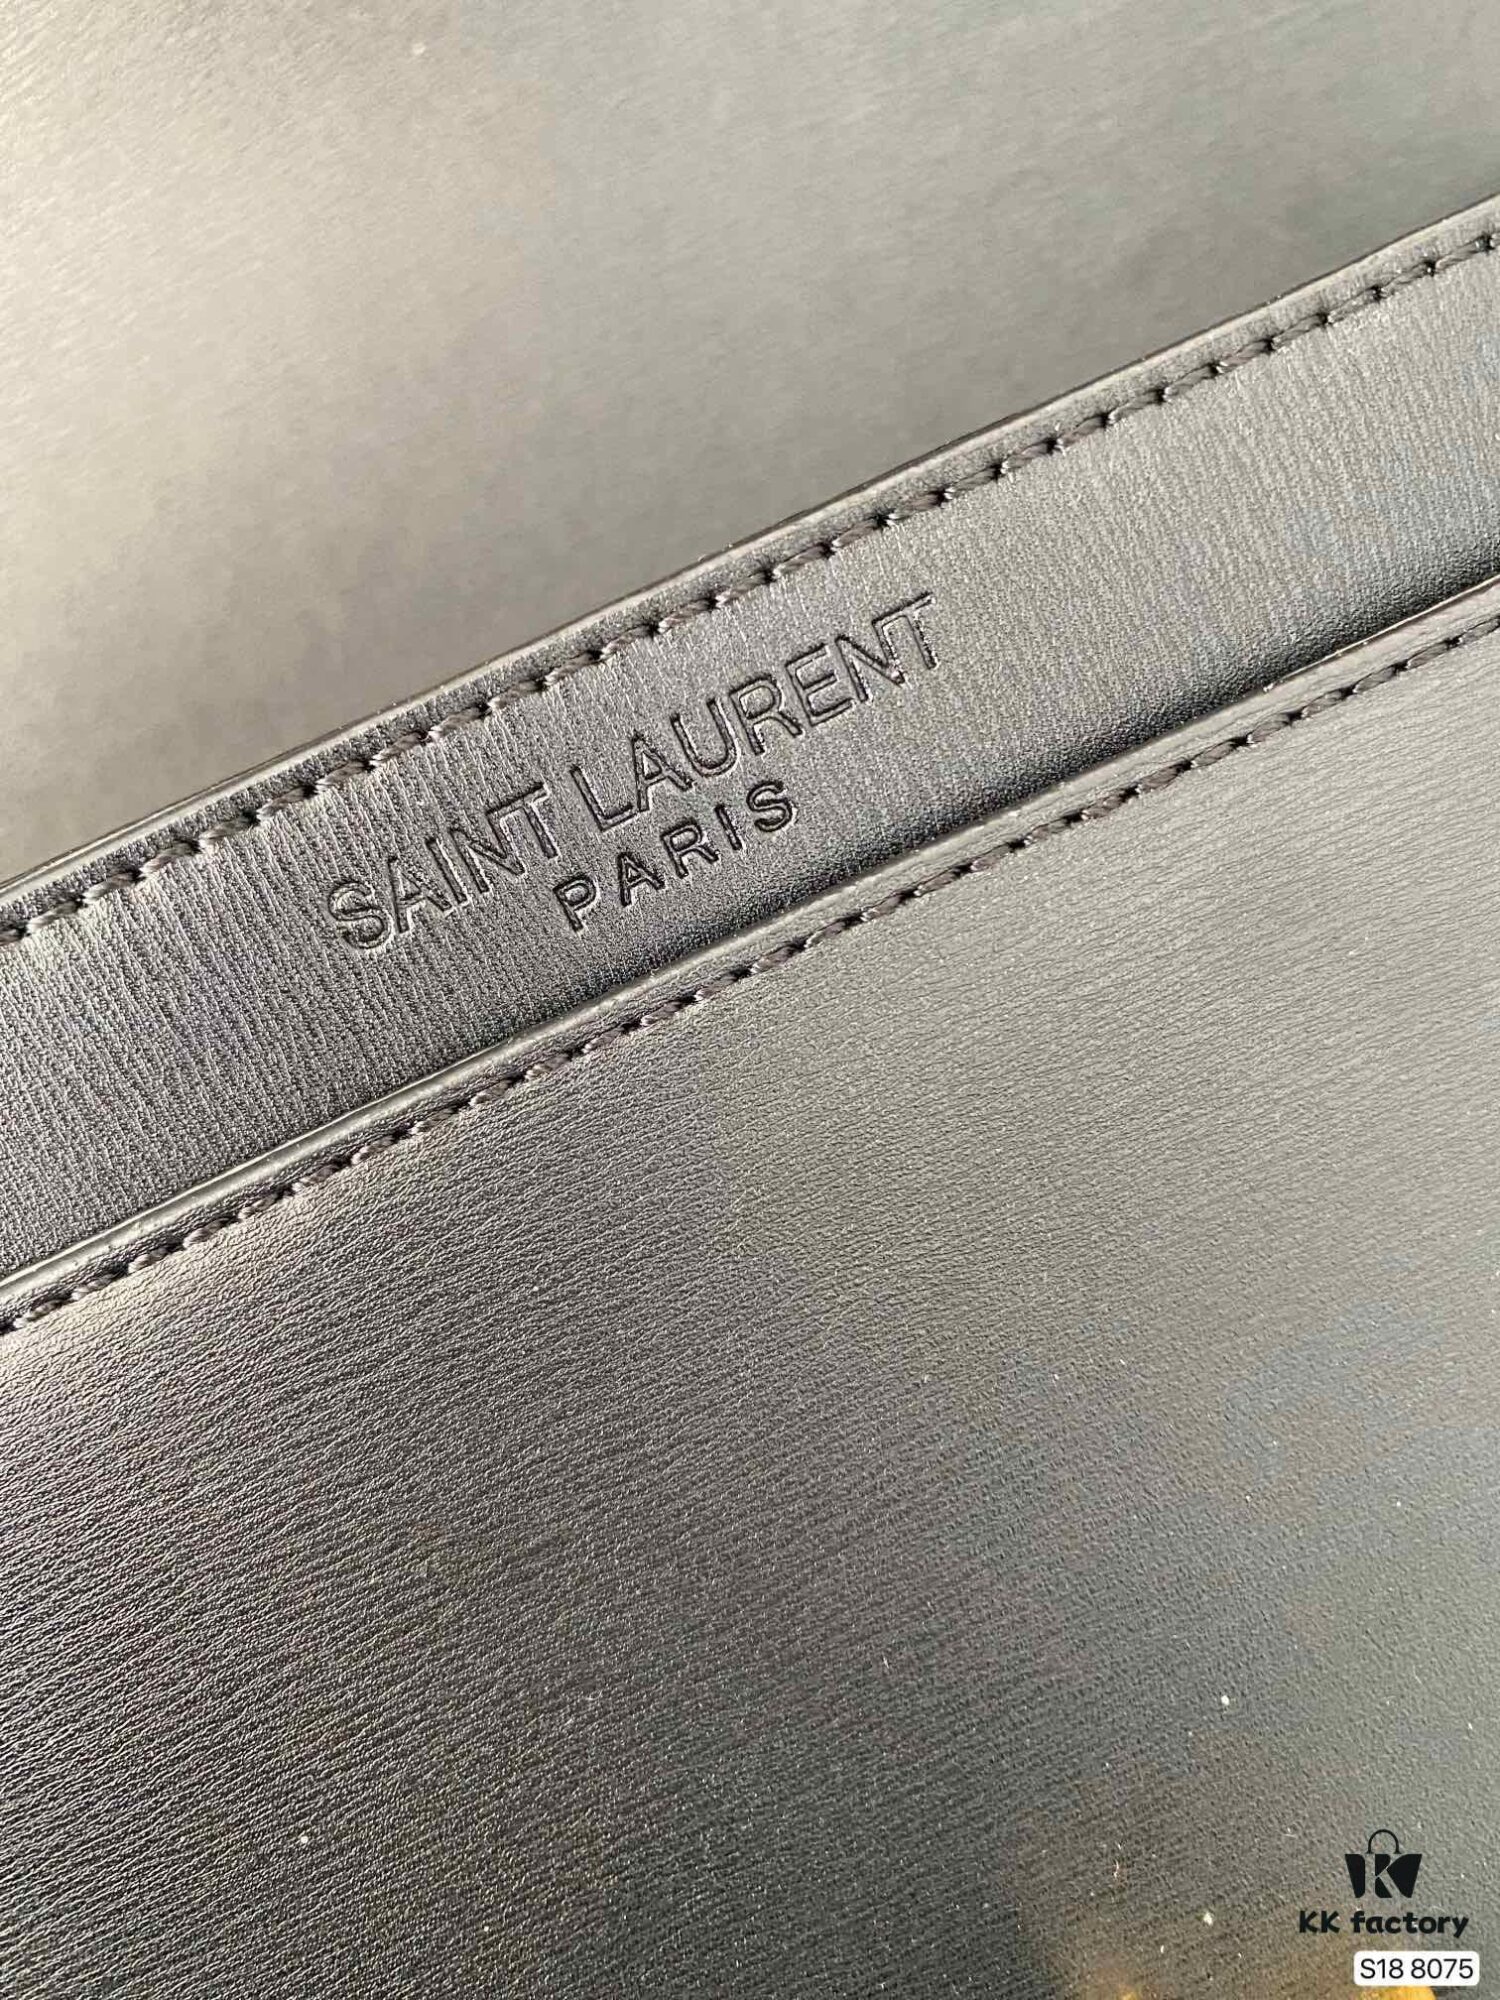 SAINT LAURENT
PARIS
KK factory
S18 8075